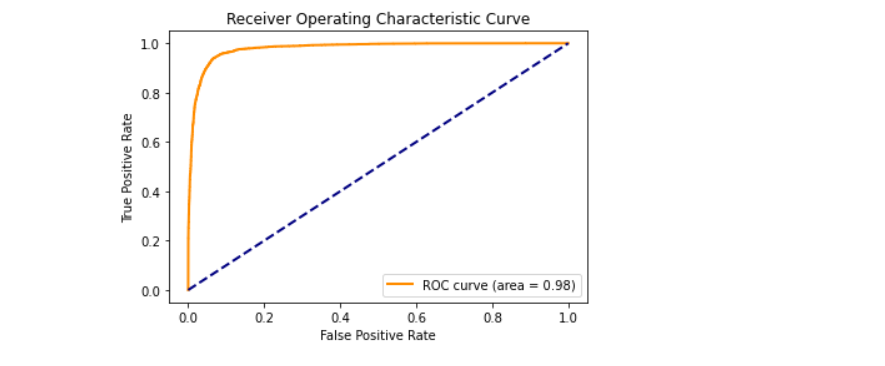 Receiver Operating Characteristic Curve
1.0
0.8
0.6
0.4
0.2
0.0
True Positive Rate
ROC curve (area = 0.98)
0.0 0.2 0.4 0.6 0.8 1.0
False Positive Rate